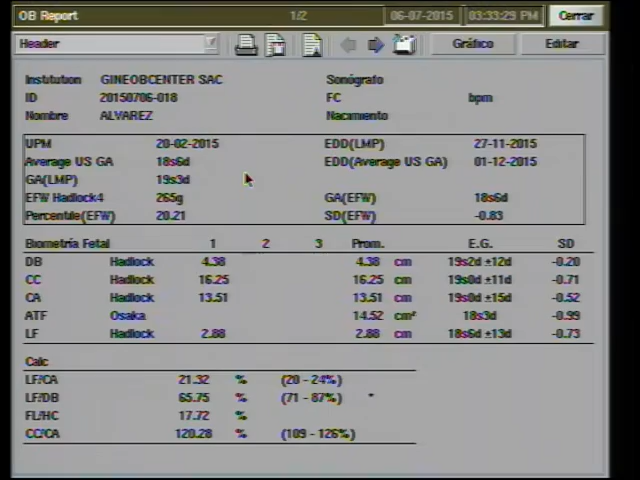 OB Report 1/2 06-07-2015 03:33:29 PM Cerrar
Header Gráfico Editar
Institution GINEOBCENTER SAC Sonógrafo
ID 20150706-018 FC bpm
Nombre ALVAREZ Nacimiento
UPM 20-02-2015 EDD(LMP) 27-11-2015
Average US GA 18s6d EDD(Average US GA) 01-12-2015
GA(LMP) 19s3d
EFW Hadlock4 265g GA(EFW) 18s6d
Percentile(EFW) 20.21 SD(EFW) -0.83
Biometría Fetal 1 2 3 Prom. E.G. SD
DB Hadlock 4.38 4.38 cm 19s2d ±12d -0.20
CC Hadlock 16.25 16.25 cm 19s0d ±11d -0.71
CA Hadlock 13.51 13.51 cm 19s0d ±15d -0.52
ATF Osaka 14.52 cm² 18s3d -0.99
LF Hadlock 2.88 2.88 cm 18s6d ±13d -0.73
Calc
LF/CA 21.32 % (20 - 24%)
LF/DB 65.75 % (71 - 87%) *
FL/HC 17.72 %
CC/CA 120.28 % (109 - 126%)